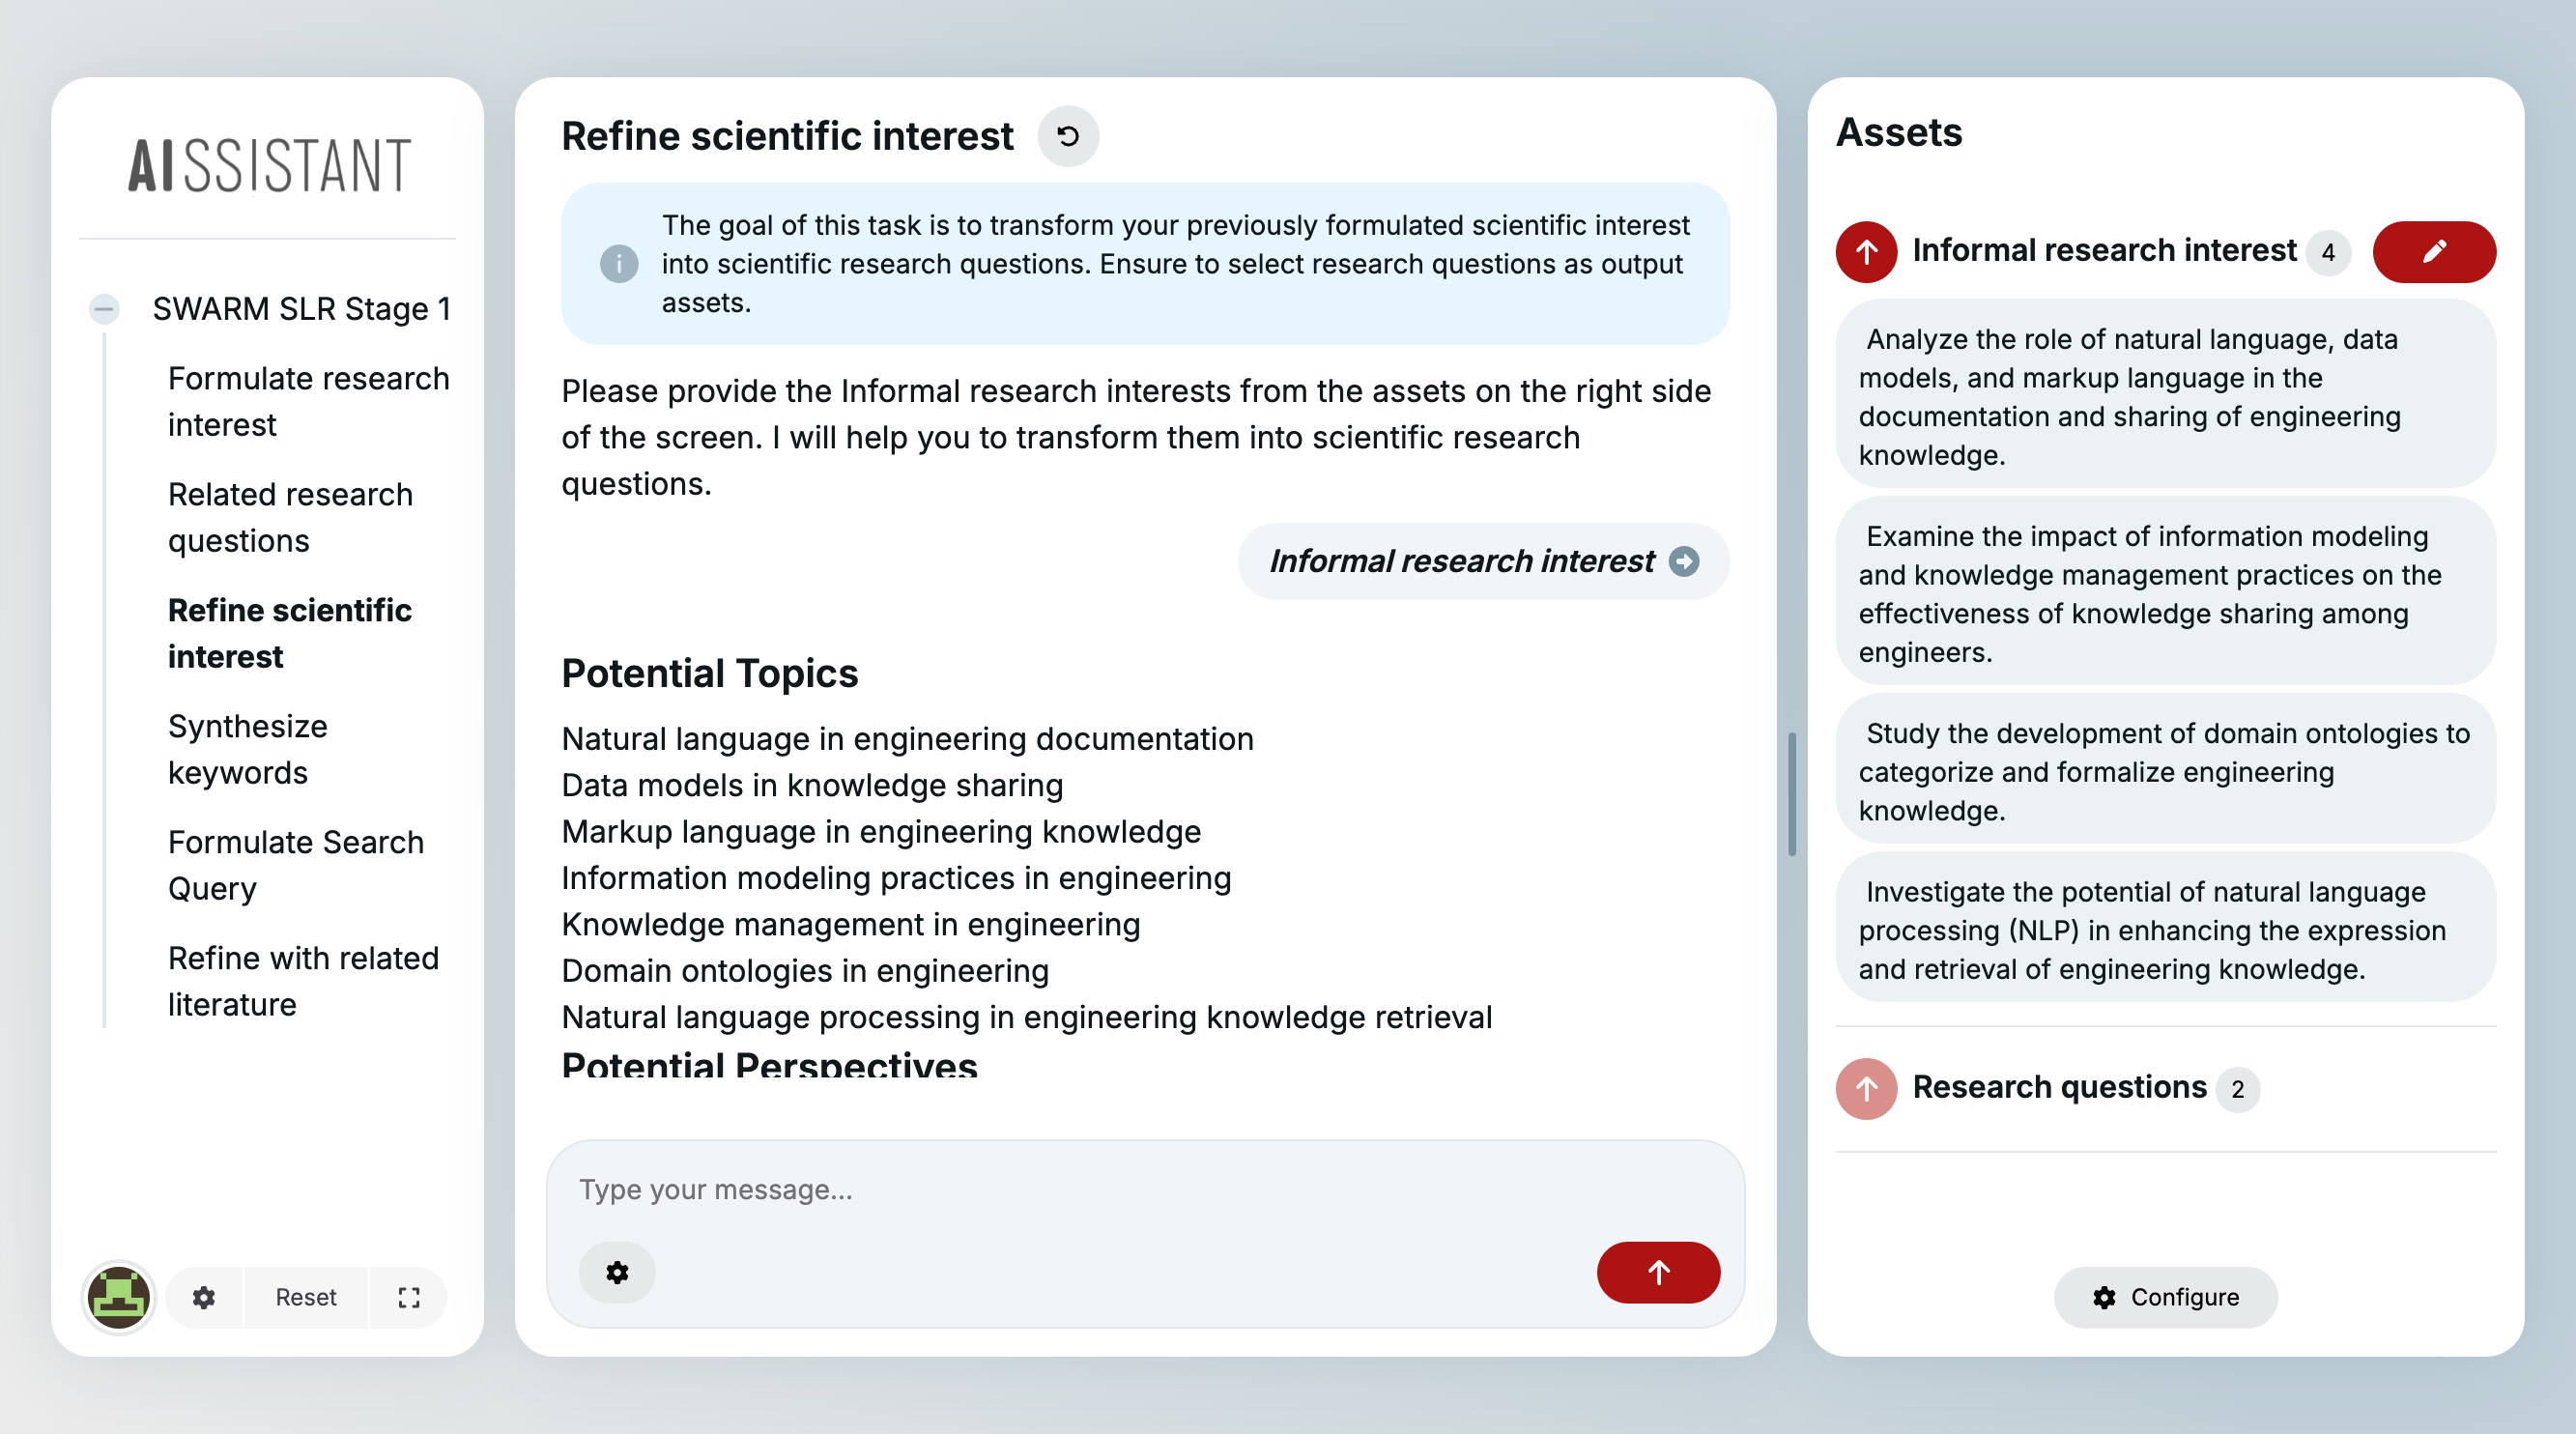 AISSISTANT
SWARM SLR Stage 1
Formulate research
interest
Related research
questions
Refine scientific
interest
Synthesize
keywords
Formulate Search
Query
Refine with related
literature
Reset
Refine scientific interest
The goal of this task is to transform your previously formulated scientific interest
into scientific research questions. Ensure to select research questions as output
assets.
Please provide the Informal research interests from the assets on the right side
of the screen. I will help you to transform them into scientific research
questions.
Informal research interest
Potential Topics
Natural language in engineering documentation
Data models in knowledge sharing
Markup language in engineering knowledge
Information modeling practices in engineering
Knowledge management in engineering
Domain ontologies in engineering
Natural language processing in engineering knowledge retrieval
Potential Perspectives
Type your message...
Assets
Informal research interest 4
Analyze the role of natural language, data
models, and markup language in the
documentation and sharing of engineering
knowledge.
Examine the impact of information modeling
and knowledge management practices on the
effectiveness of knowledge sharing among
engineers.
Study the development of domain ontologies to
categorize and formalize engineering
knowledge.
Investigate the potential of natural language
processing (NLP) in enhancing the expression
and retrieval of engineering knowledge.
Research questions 2
Configure